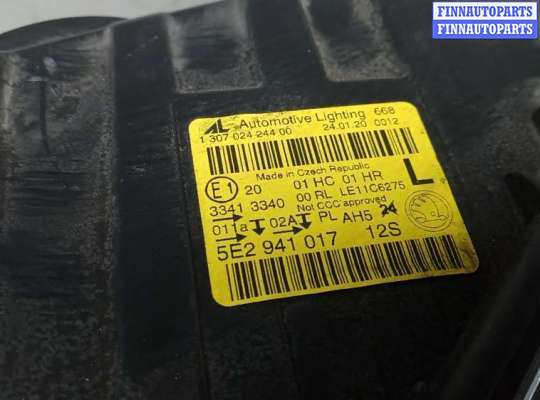 FINNAUTOPARTS
FINNAUTOPARTS
AL Automotive Lighting 668
1 307 024 244 00 24.01.20 0012
Made in Czech Republic
E1 20 01 HC 01 HR L
3341 3340 00 RL LE11C6275
Not CCC approved
011a 02A PL AH5 24
5E2 941 017 12S